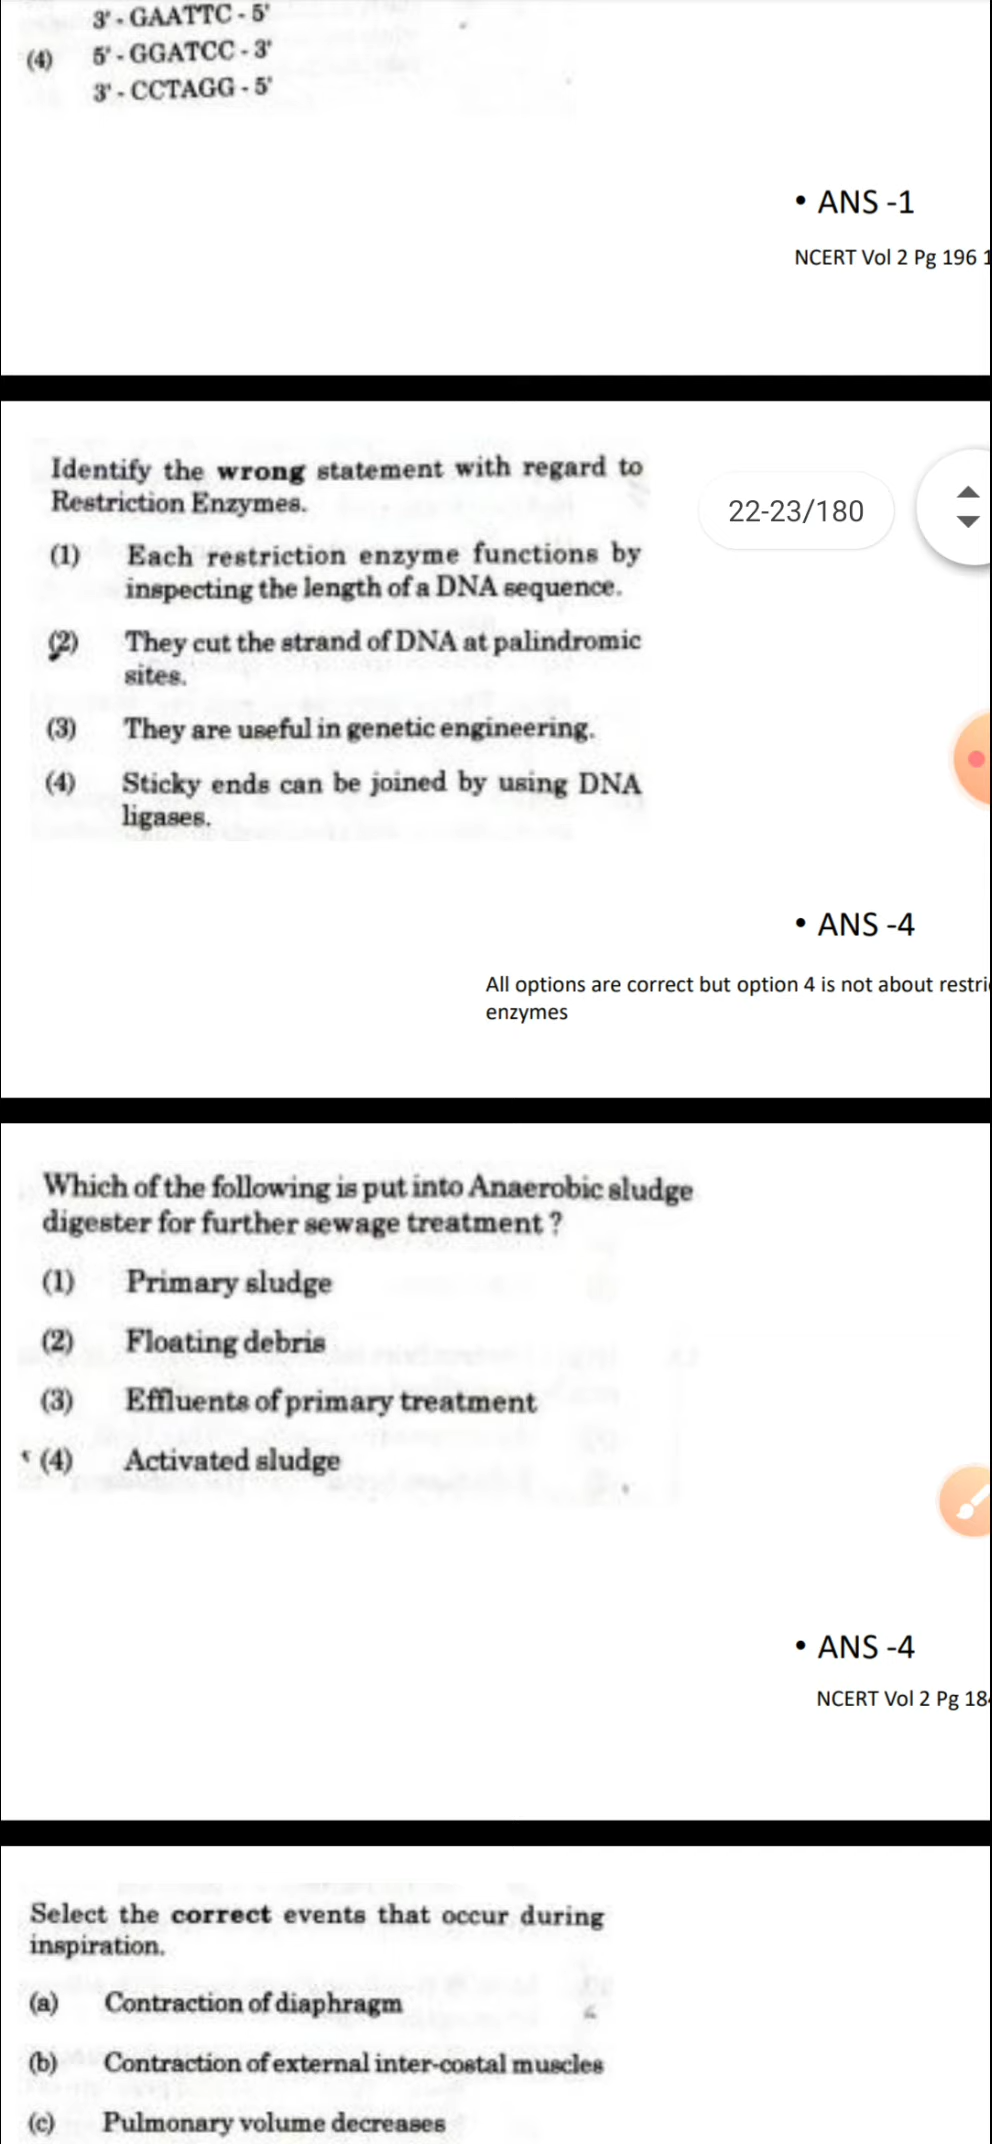 3' - GAATTC - 5'
(4) 5' - GGATCC - 3'
3' - CCTAGG - 5'
• ANS -1
NCERT Vol 2 Pg 196 1
Identify the wrong statement with regard to
Restriction Enzymes.
22-23/180
(1) Each restriction enzyme functions by
inspecting the length of a DNA sequence.
(2) They cut the strand of DNA at palindromic
sites.
(3) They are useful in genetic engineering.
(4) Sticky ends can be joined by using DNA
ligases.
• ANS -4
All options are correct but option 4 is not about restri
enzymes
Which of the following is put into Anaerobic sludge
digester for further sewage treatment ?
(1) Primary sludge
(2) Floating debris
(3) Effluents of primary treatment
(4) Activated sludge
• ANS -4
NCERT Vol 2 Pg 184
Select the correct events that occur during
inspiration.
(a) Contraction of diaphragm
(b) Contraction of external inter-costal muscles
(c) Pulmonary volume decreases